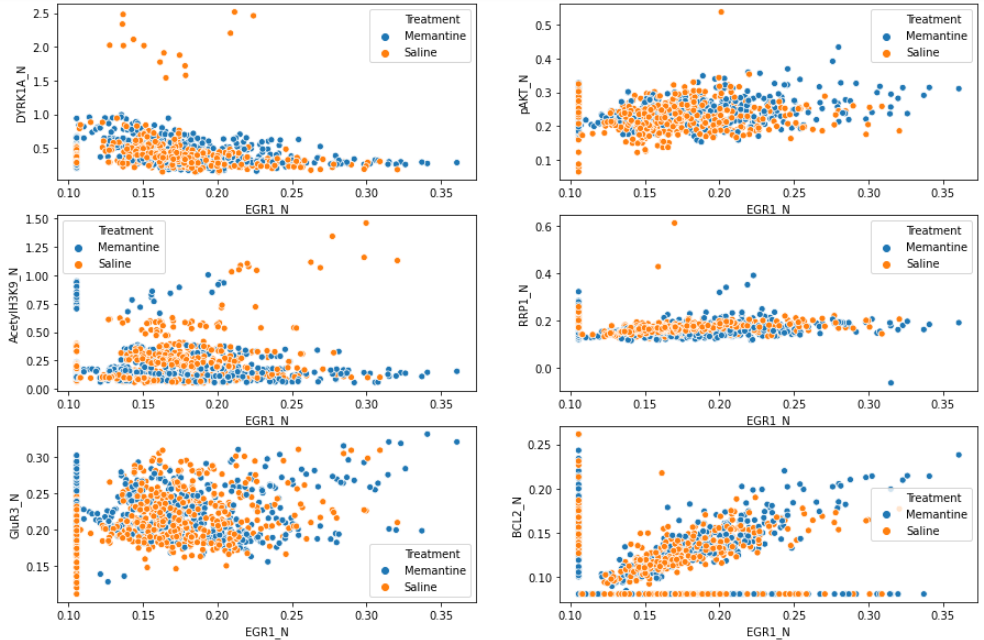 DYRK1A_N
2.5
2.0
1.5
1.0
0.5
0.10 0.15 0.20 0.25 0.30 0.35
EGR1_N
Treatment
Memantine
Saline
pAKT_N
0.5
0.4
0.3
0.2
0.1
0.10 0.15 0.20 0.25 0.30 0.35
EGR1_N
Treatment
Memantine
Saline
AcetylH3K9_N
1.50
1.25
1.00
0.75
0.50
0.25
0.00
0.10 0.15 0.20 0.25 0.30 0.35
EGR1_N
Treatment
Memantine
Saline
RRP1_N
0.6
0.4
0.2
0.0
0.10 0.15 0.20 0.25 0.30 0.35
EGR1_N
Treatment
Memantine
Saline
GluR3_N
0.30
0.25
0.20
0.15
0.10 0.15 0.20 0.25 0.30 0.35
EGR1_N
Treatment
Memantine
Saline
BCL2_N
0.25
0.20
0.15
0.10
0.10 0.15 0.20 0.25 0.30 0.35
EGR1_N
Treatment
Memantine
Saline